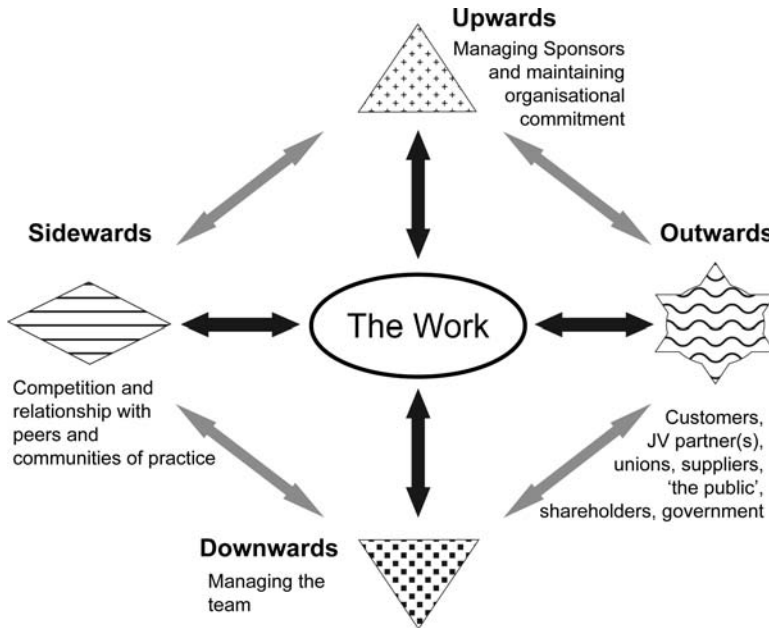 Upwards
Managing Sponsors
and maintaining
organisational
commitment
Sidewards
Competition and
relationship with
peers and
communities of practice
The Work
Outwards
Customers,
JV partner(s),
unions, suppliers,
‘the public’,
shareholders, government
Downwards
Managing the
team